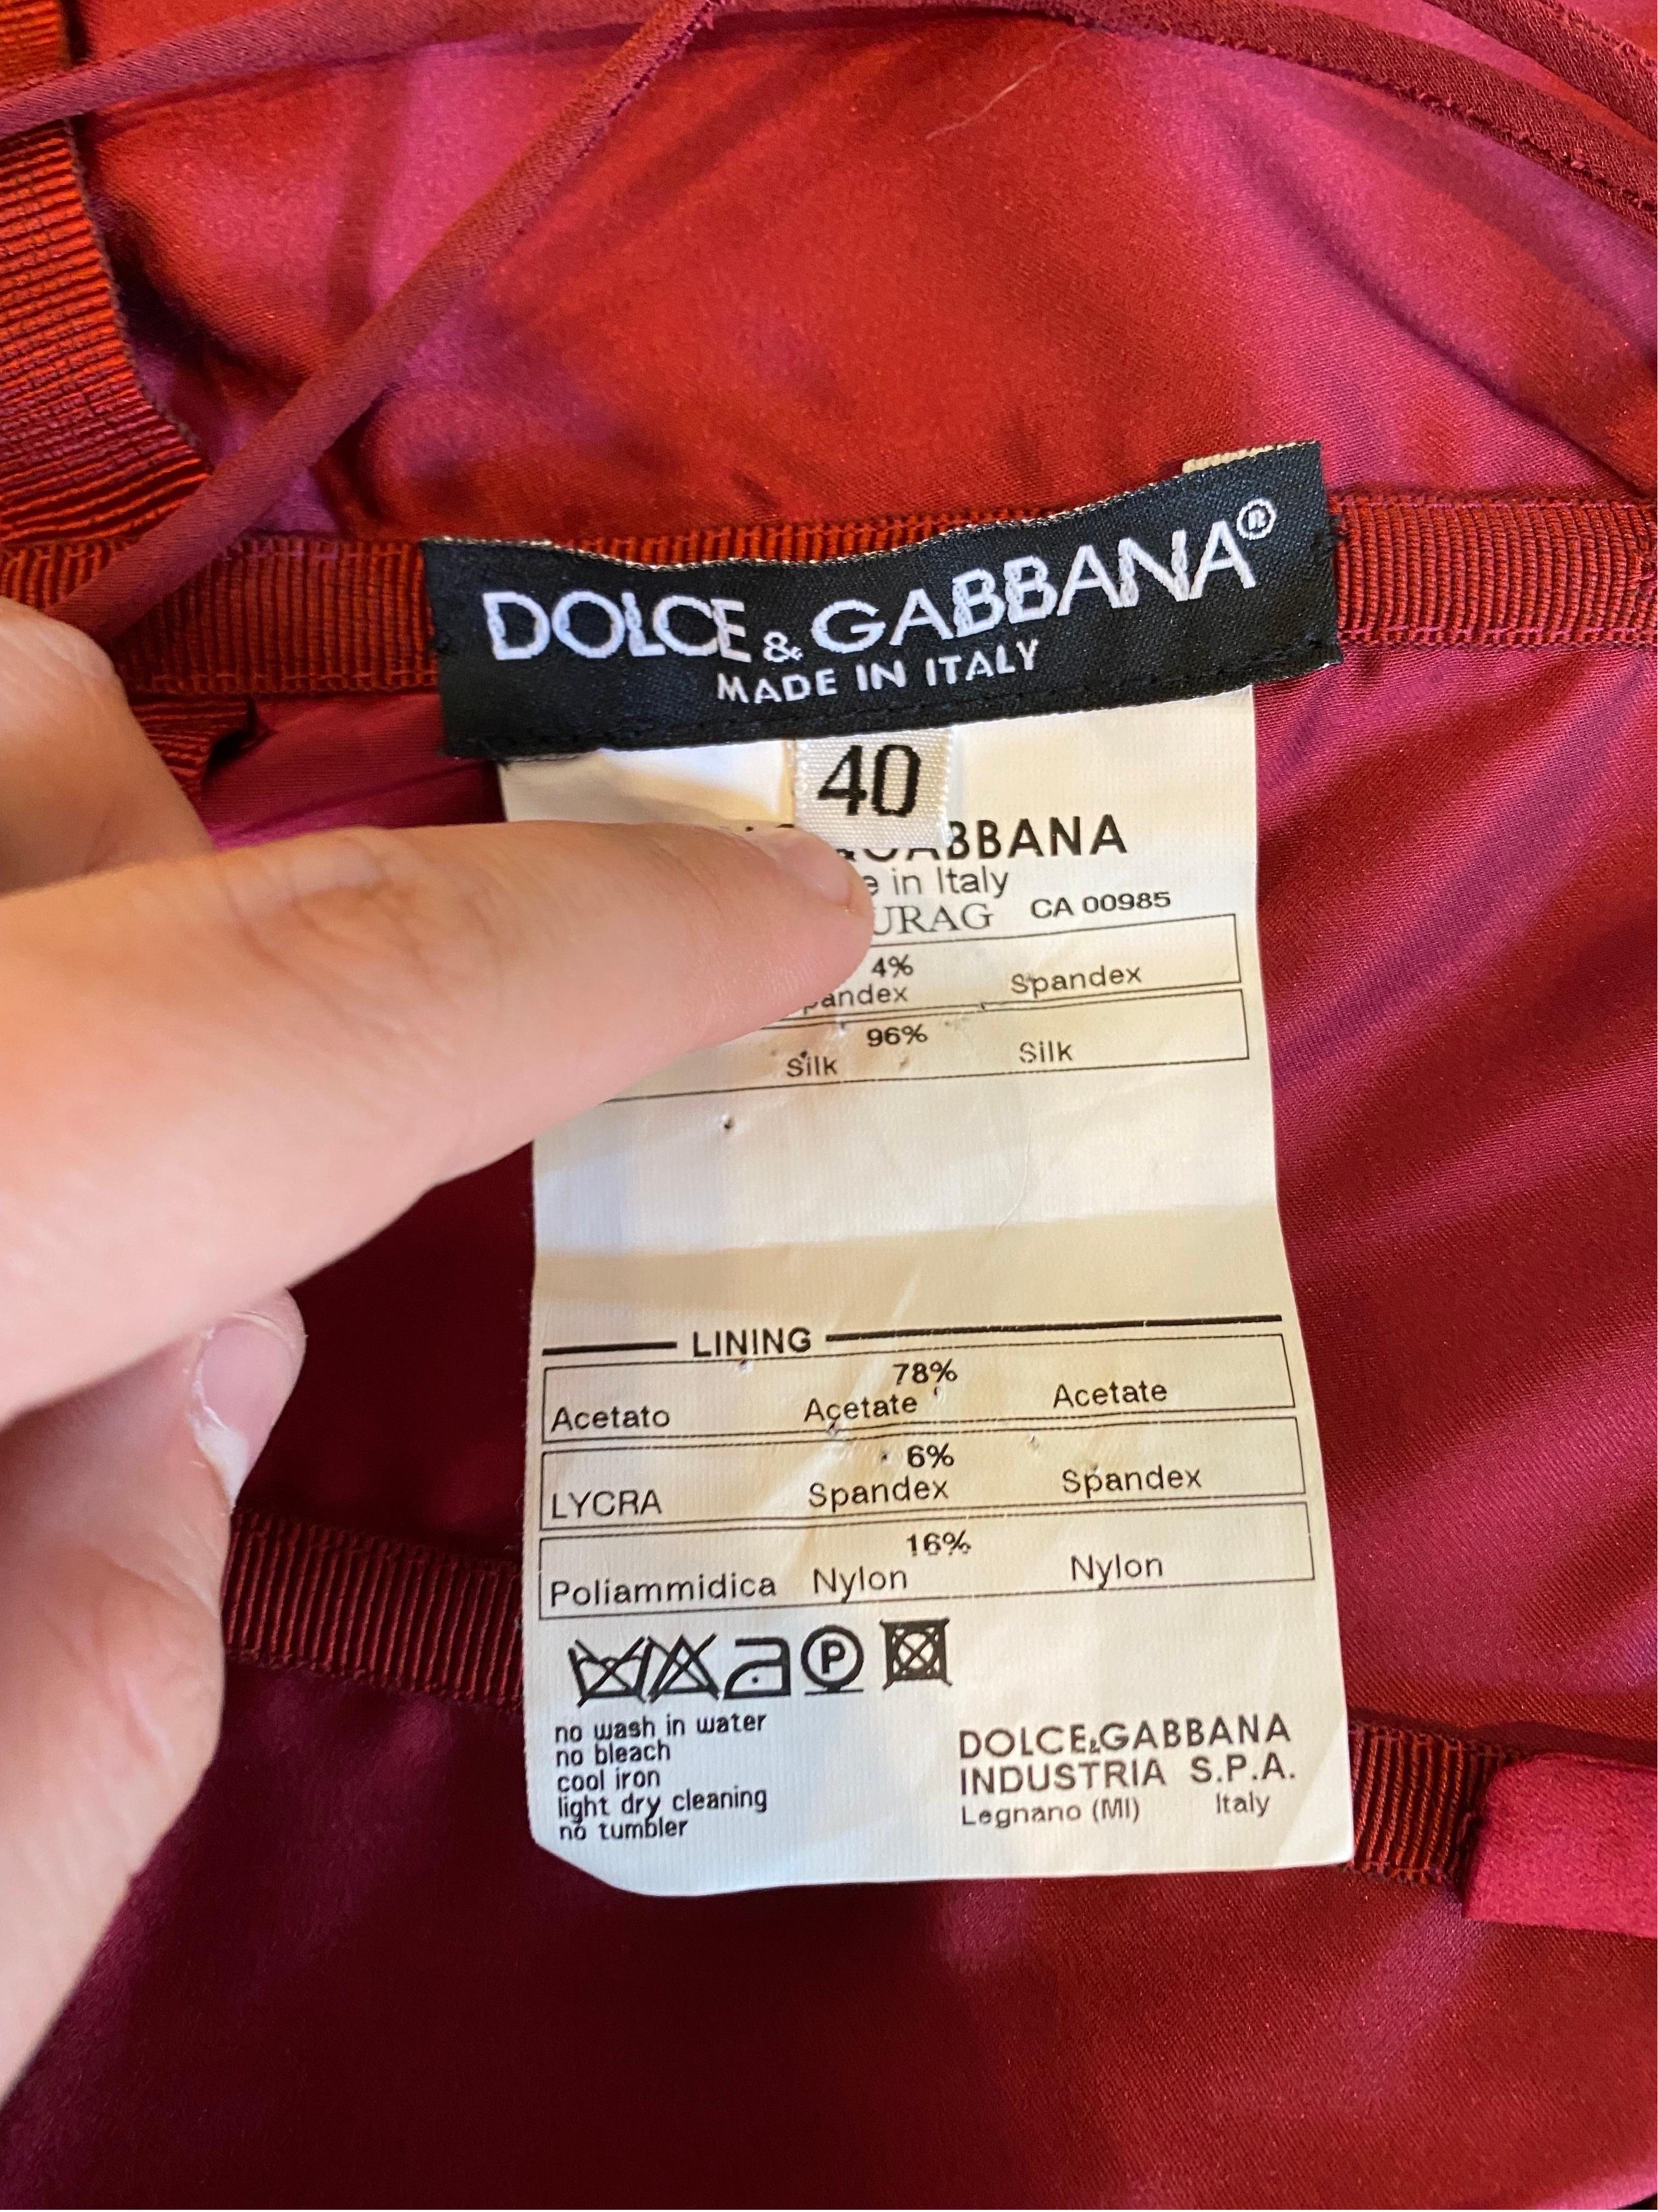 DOLCE & GABBANA®
MADE IN ITALY
40
in Italy
CA 00985
4%
Spandex
96%
Silk Silk
LINING
78%
Acetato Acetate Acetate
6%
LYCRA Spandex Spandex
16%
Poliammidica Nylon Nylon
P
no wash in water
no bleach
cool iron
light dry cleaning
no tumbler
DOLCE&GABBANA
INDUSTRIA S.P.A.
Legnano (MI) Italy